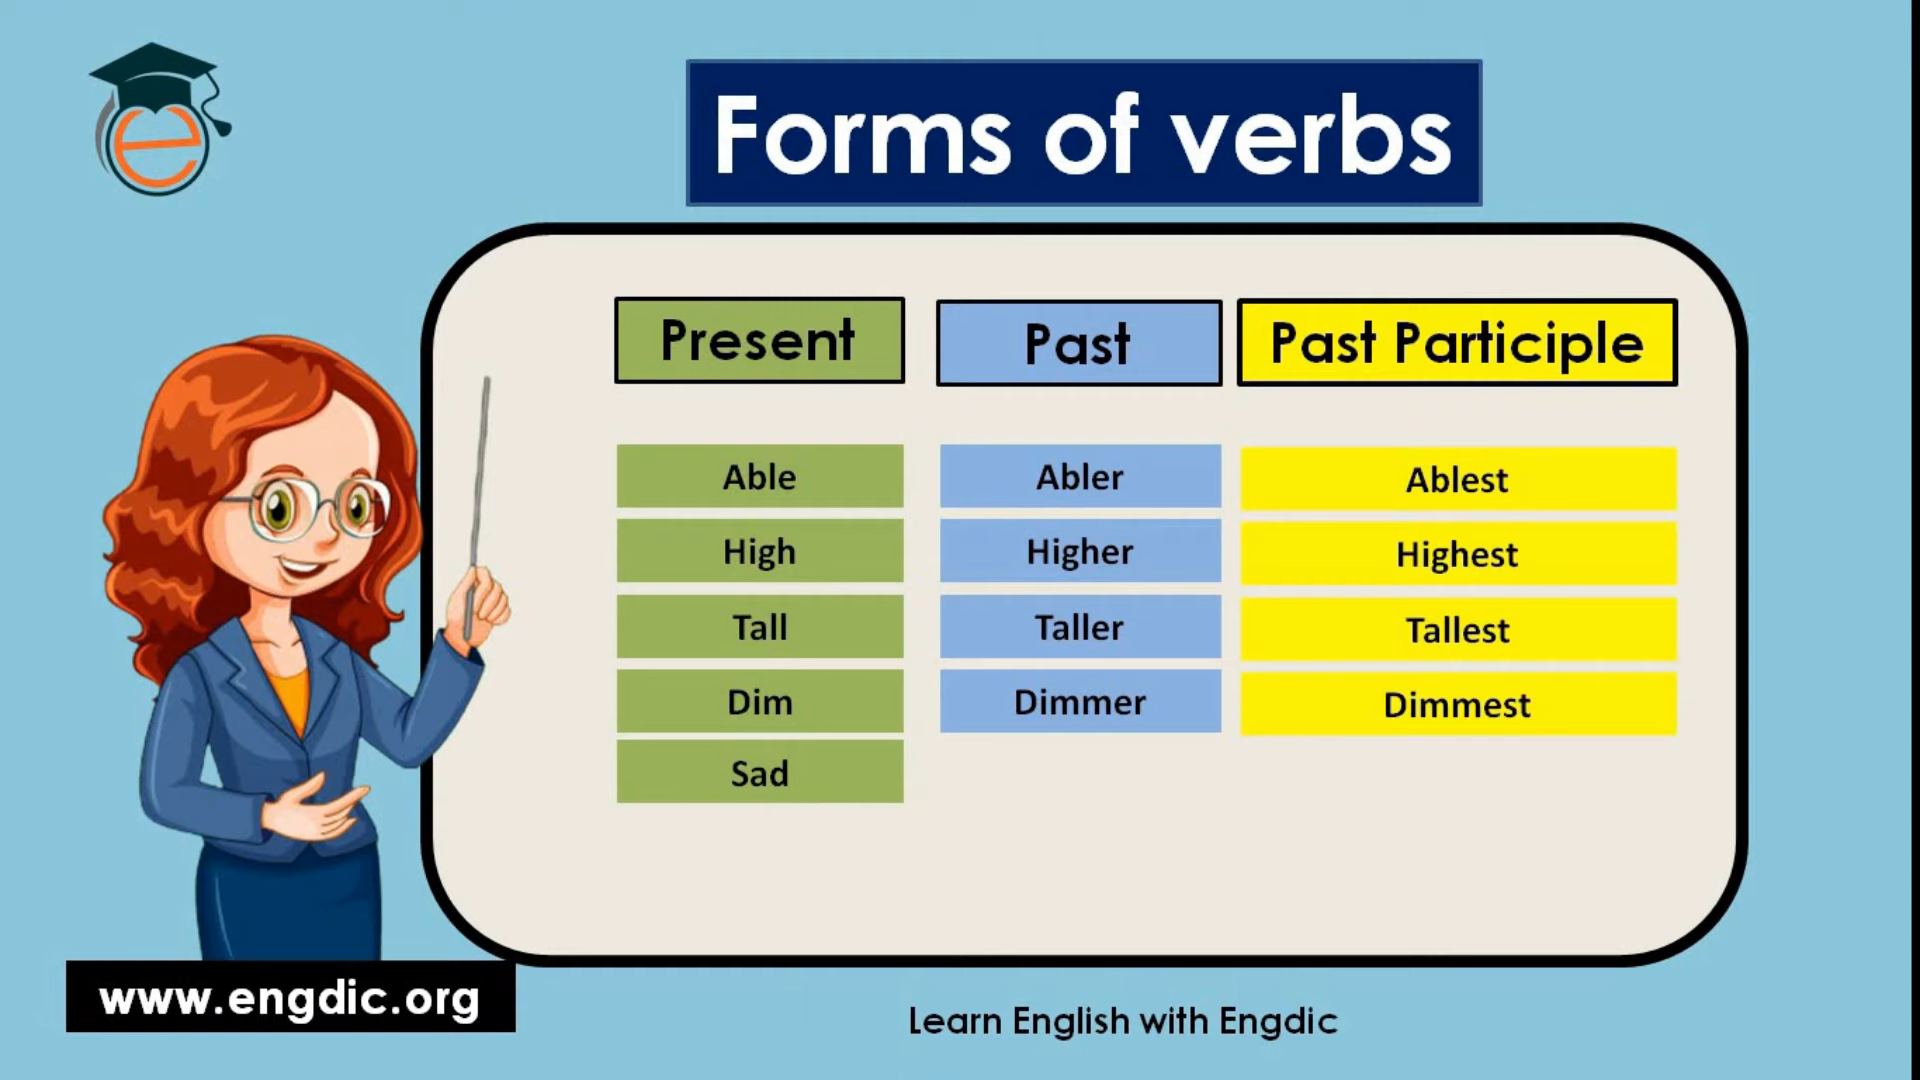 Forms of verbs
Present Past Past Participle
Able Abler Ablest
High Higher Highest
Tall Taller Tallest
Dim Dimmer Dimmest
Sad
www.engdic.org
Learn English with Engdic